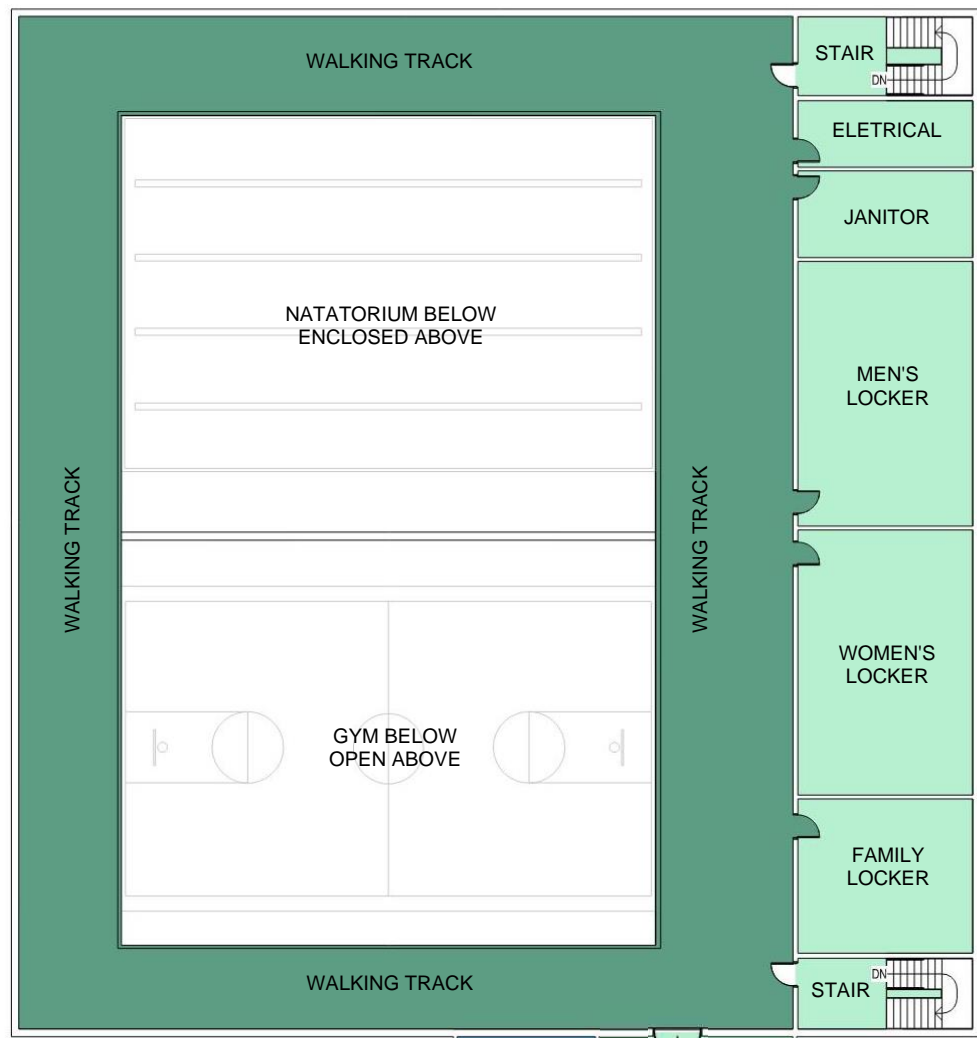 WALKING TRACK
STAIR
DN
ELETRICAL
JANITOR
NATATORIUM BELOW
ENCLOSED ABOVE
MEN'S
LOCKER
WALKING TRACK
WALKING TRACK
WOMEN'S
LOCKER
GYM BELOW
OPEN ABOVE
FAMILY
LOCKER
WALKING TRACK
STAIR
DN